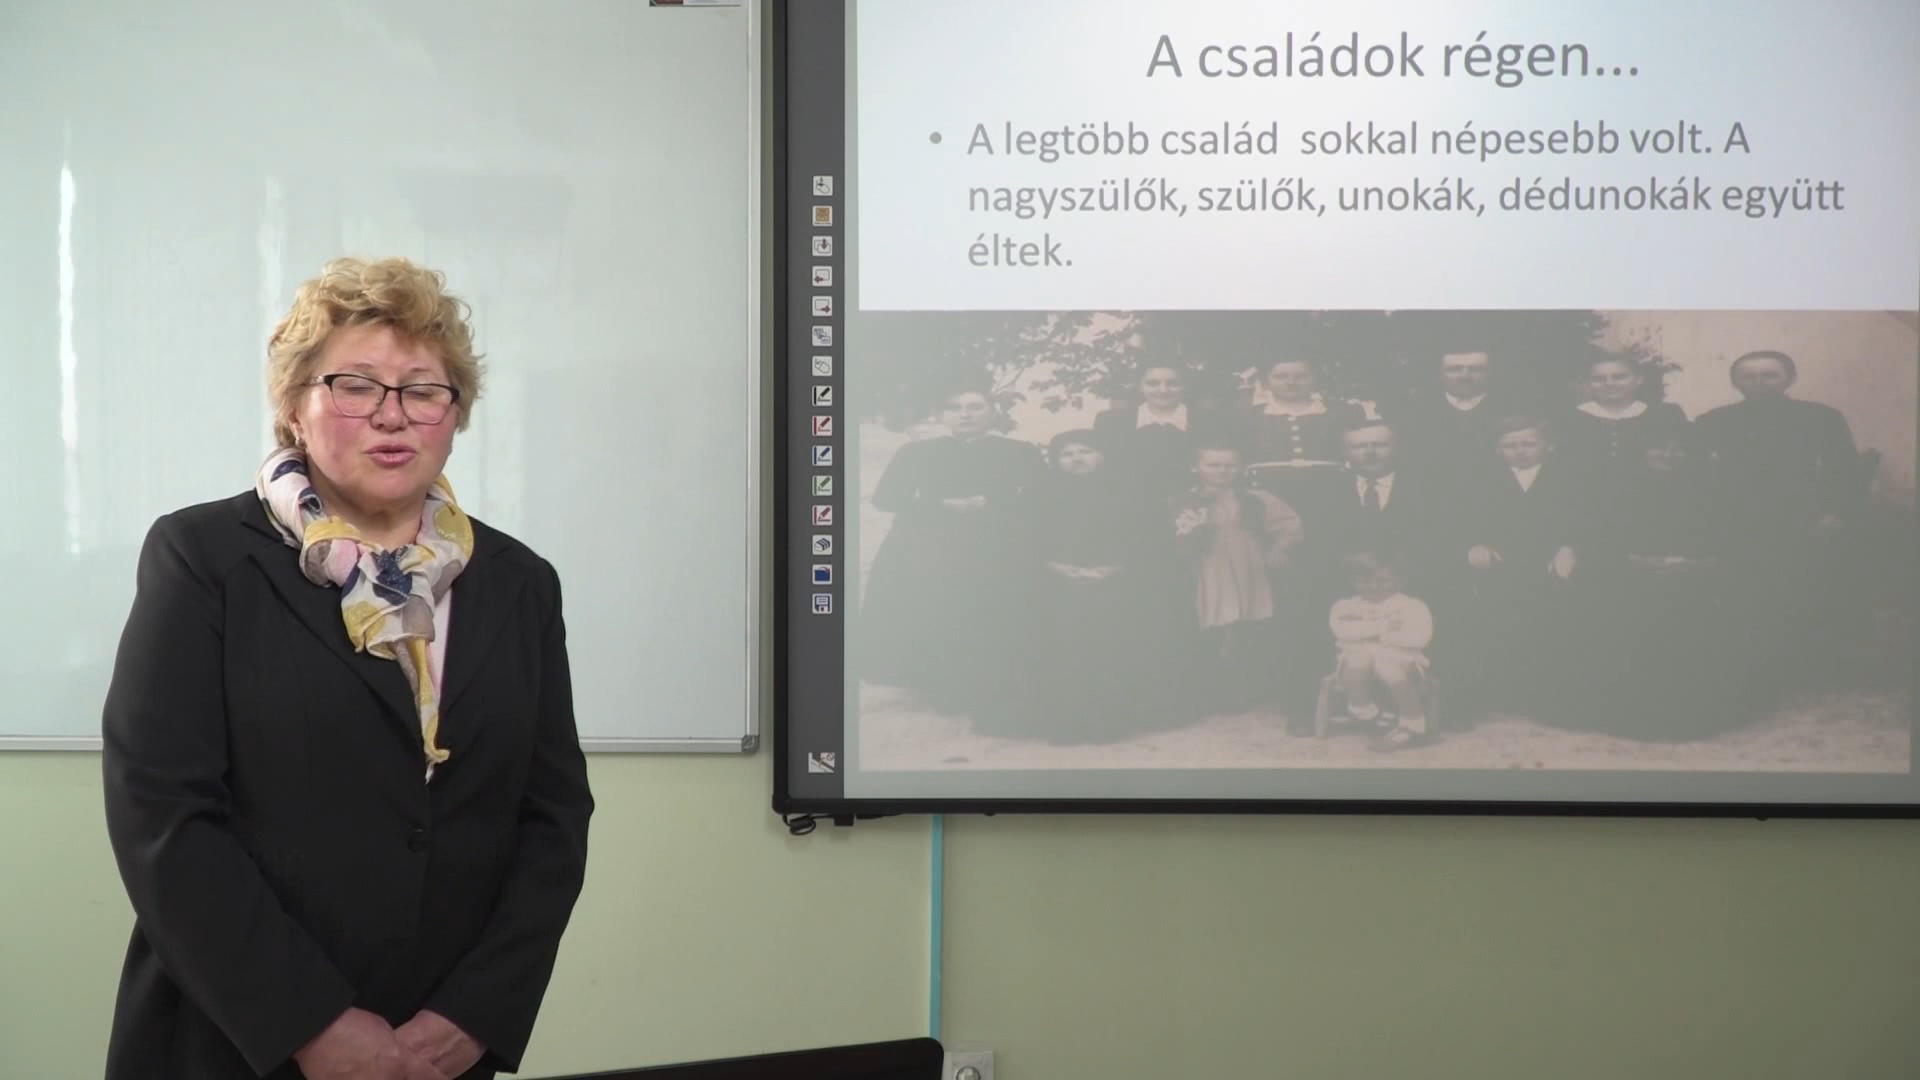 A családok régen...
• A legtöbb család sokkal népesebb volt. A
nagyszülők, szülők, unokák, dédunokák együtt
éltek.